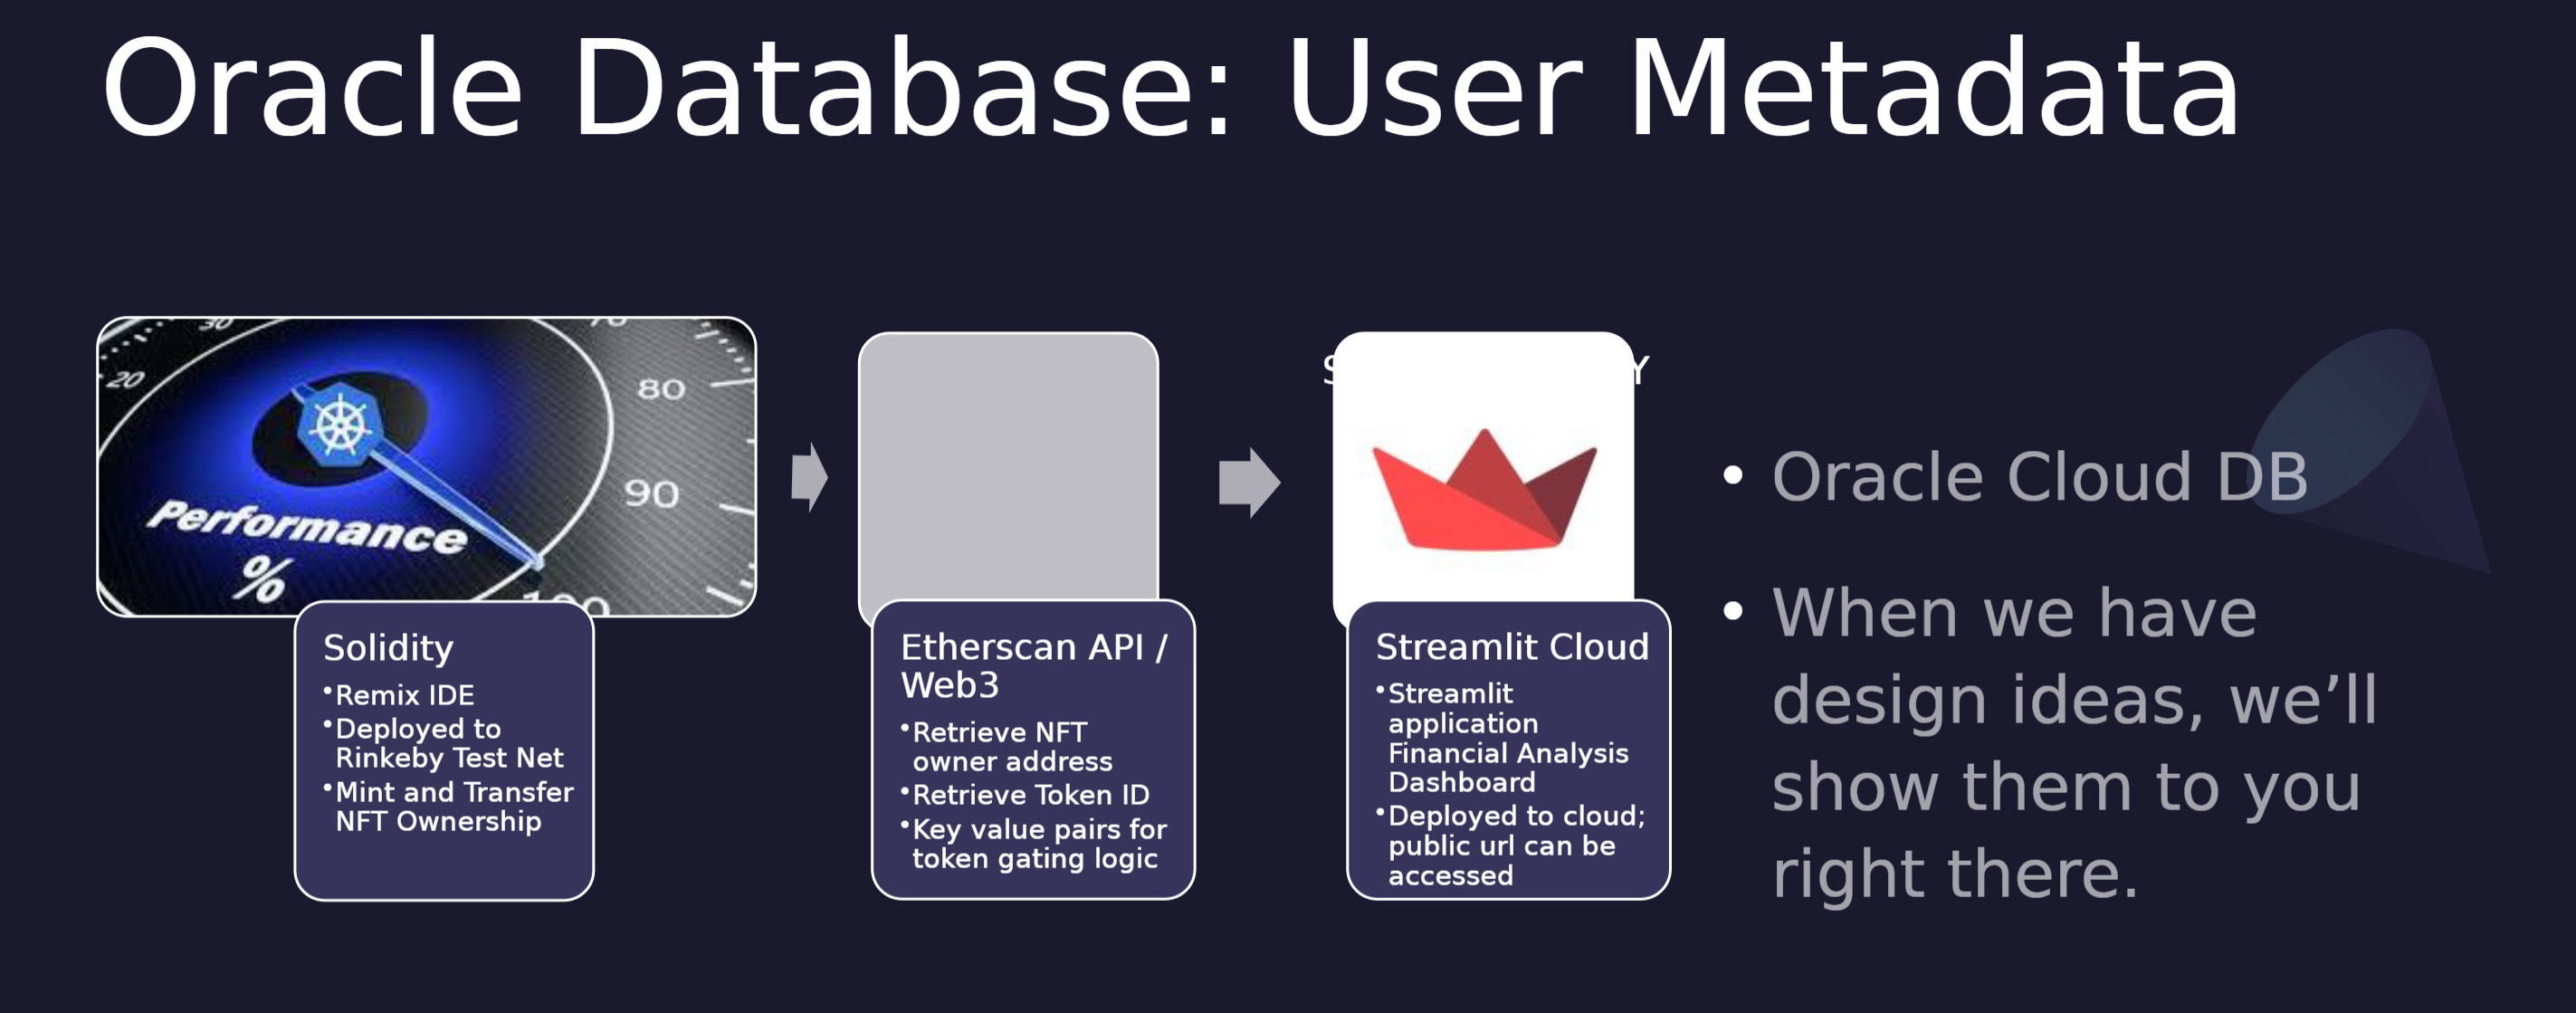 Oracle Database: User Metadata
30
70
20
80
90
Performance
%
100
S
Y
Solidity
•Remix IDE
•Deployed to
Rinkeby Test Net
•Mint and Transfer
NFT Ownership
Etherscan API /
Web3
•Retrieve NFT
owner address
•Retrieve Token ID
•Key value pairs for
token gating logic
Streamlit Cloud
•Streamlit
application
Financial Analysis
Dashboard
•Deployed to cloud;
public url can be
accessed
• Oracle Cloud DB
• When we have
design ideas, we’ll
show them to you
right there.